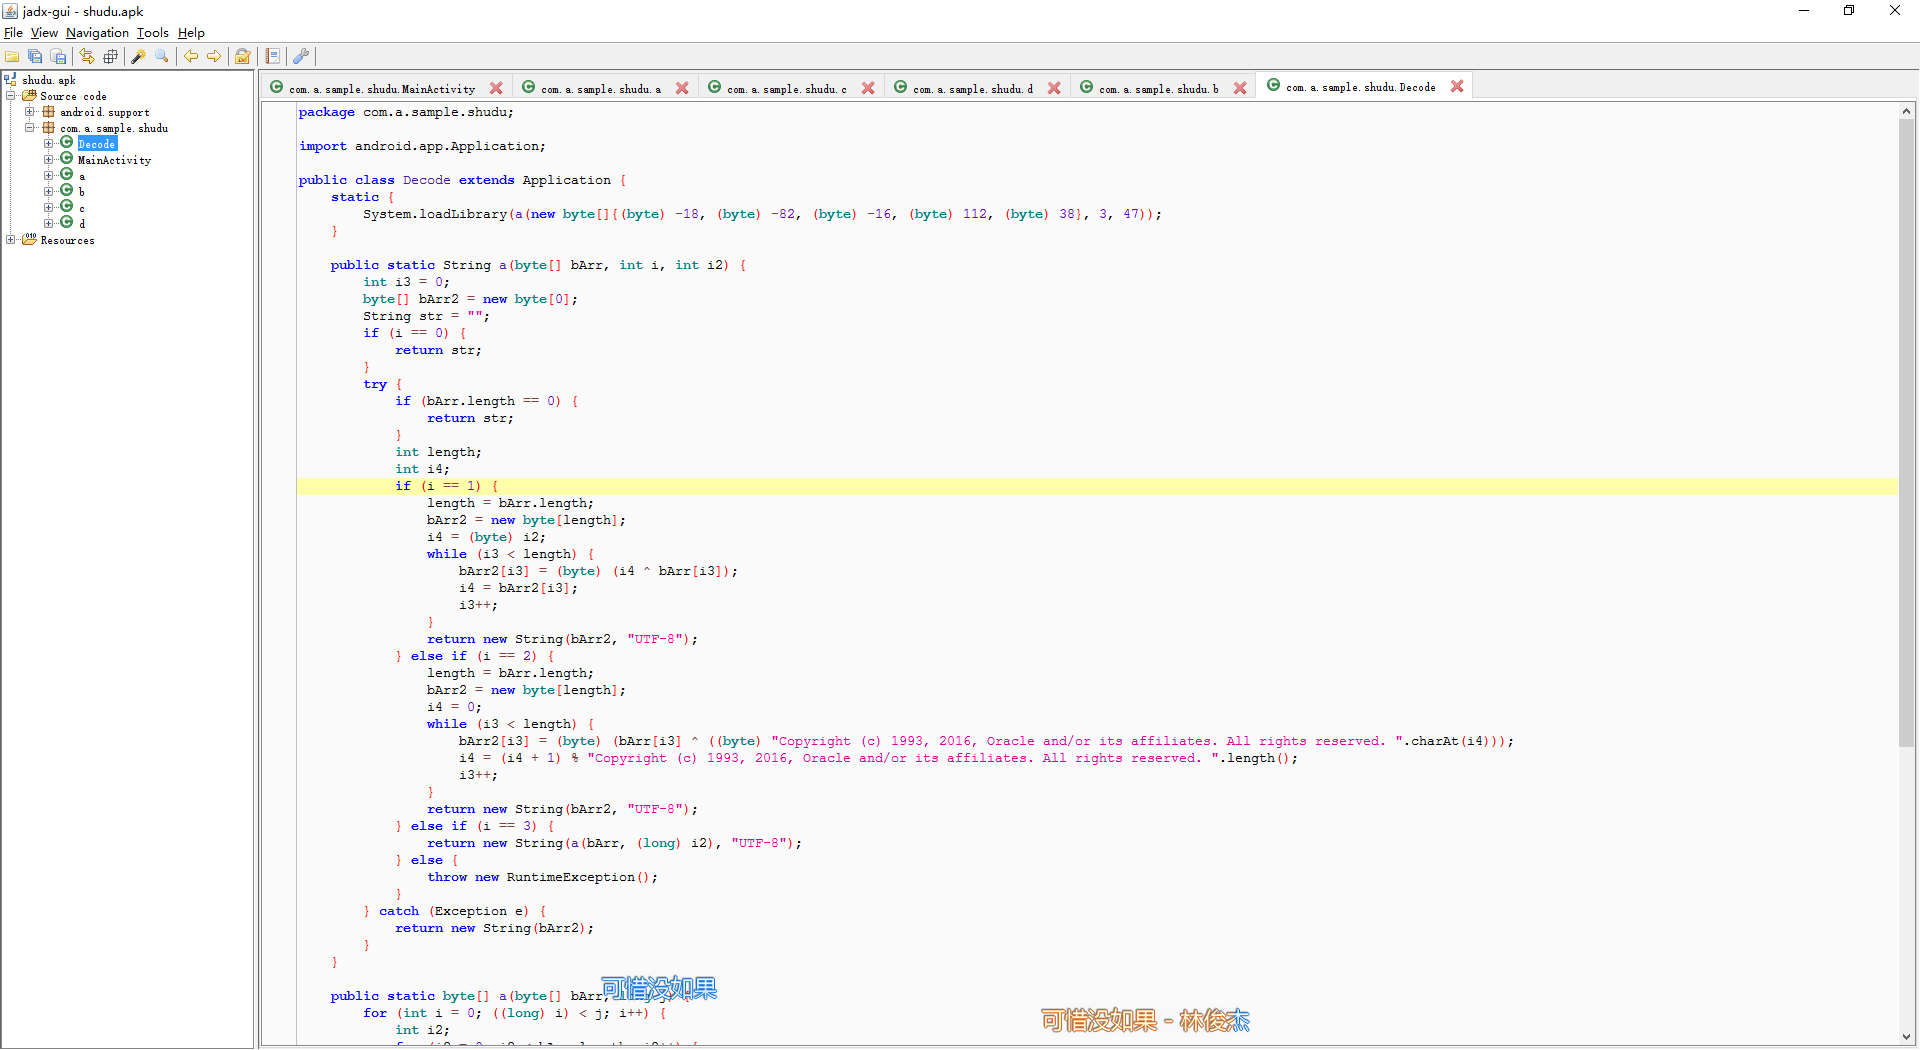 jadx-gui - shudu.apk
File View Navigation Tools Help
shudu.apk
Source code
android.support
com.a.sample.shudu
Decode
MainActivity
a
b
c
d
Resources
com.a.sample.shudu.MainActivity
com.a.sample.shudu.a
com.a.sample.shudu.c
com.a.sample.shudu.d
com.a.sample.shudu.b
com.a.sample.shudu.Decode
package com.a.sample.shudu;
import android.app.Application;
public class Decode extends Application {
static {
System.loadLibrary(a(new byte[]{(byte) -18, (byte) -82, (byte) -16, (byte) 112, (byte) 38}, 3, 47));
}
public static String a(byte[] bArr, int i, int i2) {
int i3 = 0;
byte[] bArr2 = new byte[0];
String str = "";
if (i == 0) {
return str;
}
try {
if (bArr.length == 0) {
return str;
}
int length;
int i4;
if (i == 1) {
length = bArr.length;
bArr2 = new byte[length];
i4 = (byte) i2;
while (i3 < length) {
bArr2[i3] = (byte) (i4 ^ bArr[i3]);
i4 = bArr2[i3];
i3++;
}
return new String(bArr2, "UTF-8");
} else if (i == 2) {
length = bArr.length;
bArr2 = new byte[length];
i4 = 0;
while (i3 < length) {
bArr2[i3] = (byte) (bArr[i3] ^ ((byte) "Copyright (c) 1993, 2016, Oracle and/or its affiliates. All rights reserved. ".charAt(i4)));
i4 = (i4 + 1) % "Copyright (c) 1993, 2016, Oracle and/or its affiliates. All rights reserved. ".length();
i3++;
}
return new String(bArr2, "UTF-8");
} else if (i == 3) {
return new String(a(bArr, (long) i2), "UTF-8");
} else {
throw new RuntimeException();
}
} catch (Exception e) {
return new String(bArr2);
}
}
public static byte[] a(byte[] bArr,
可惜没如果
for (int i = 0; ((long) i) < j; i++) {
可惜没如果 - 林俊杰
int i2;